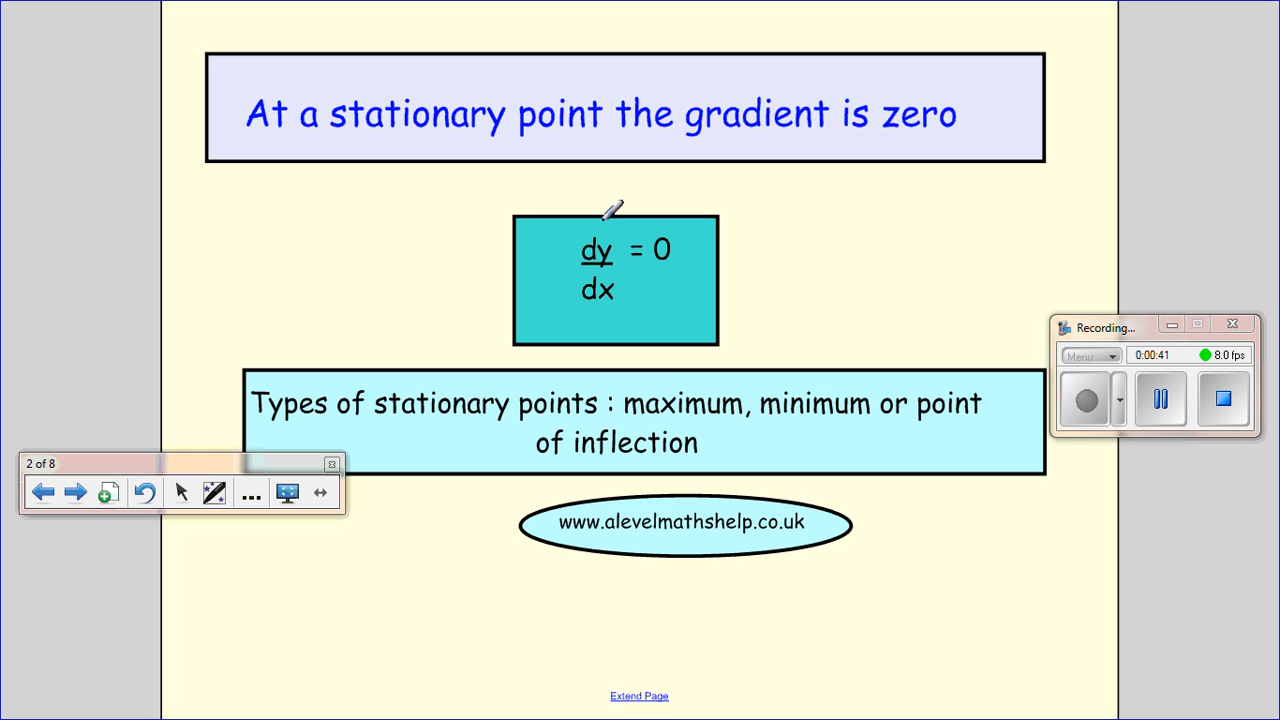 At a stationary point the gradient is zero
dy = 0
dx
Recording...
Menu
0:00:41
8.0 fps
Types of stationary points : maximum, minimum or point
of inflection
2 of 8
...
www.alevelmathshelp.co.uk
Extend Page